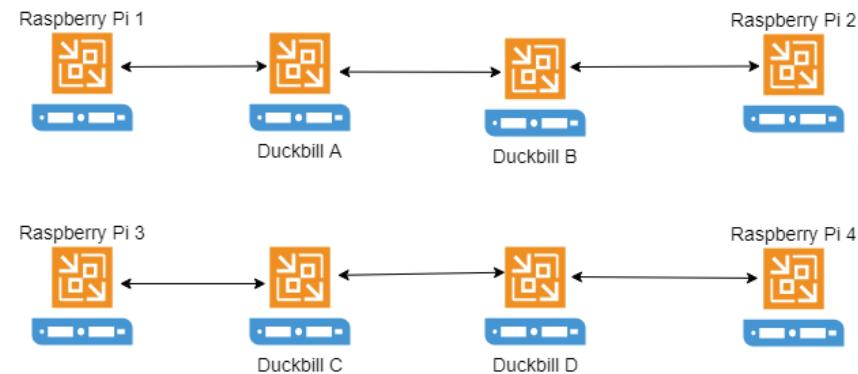 Raspberry Pi 1
Raspberry Pi 2
Duckbill A
Duckbill B
Raspberry Pi 3
Raspberry Pi 4
Duckbill C
Duckbill D